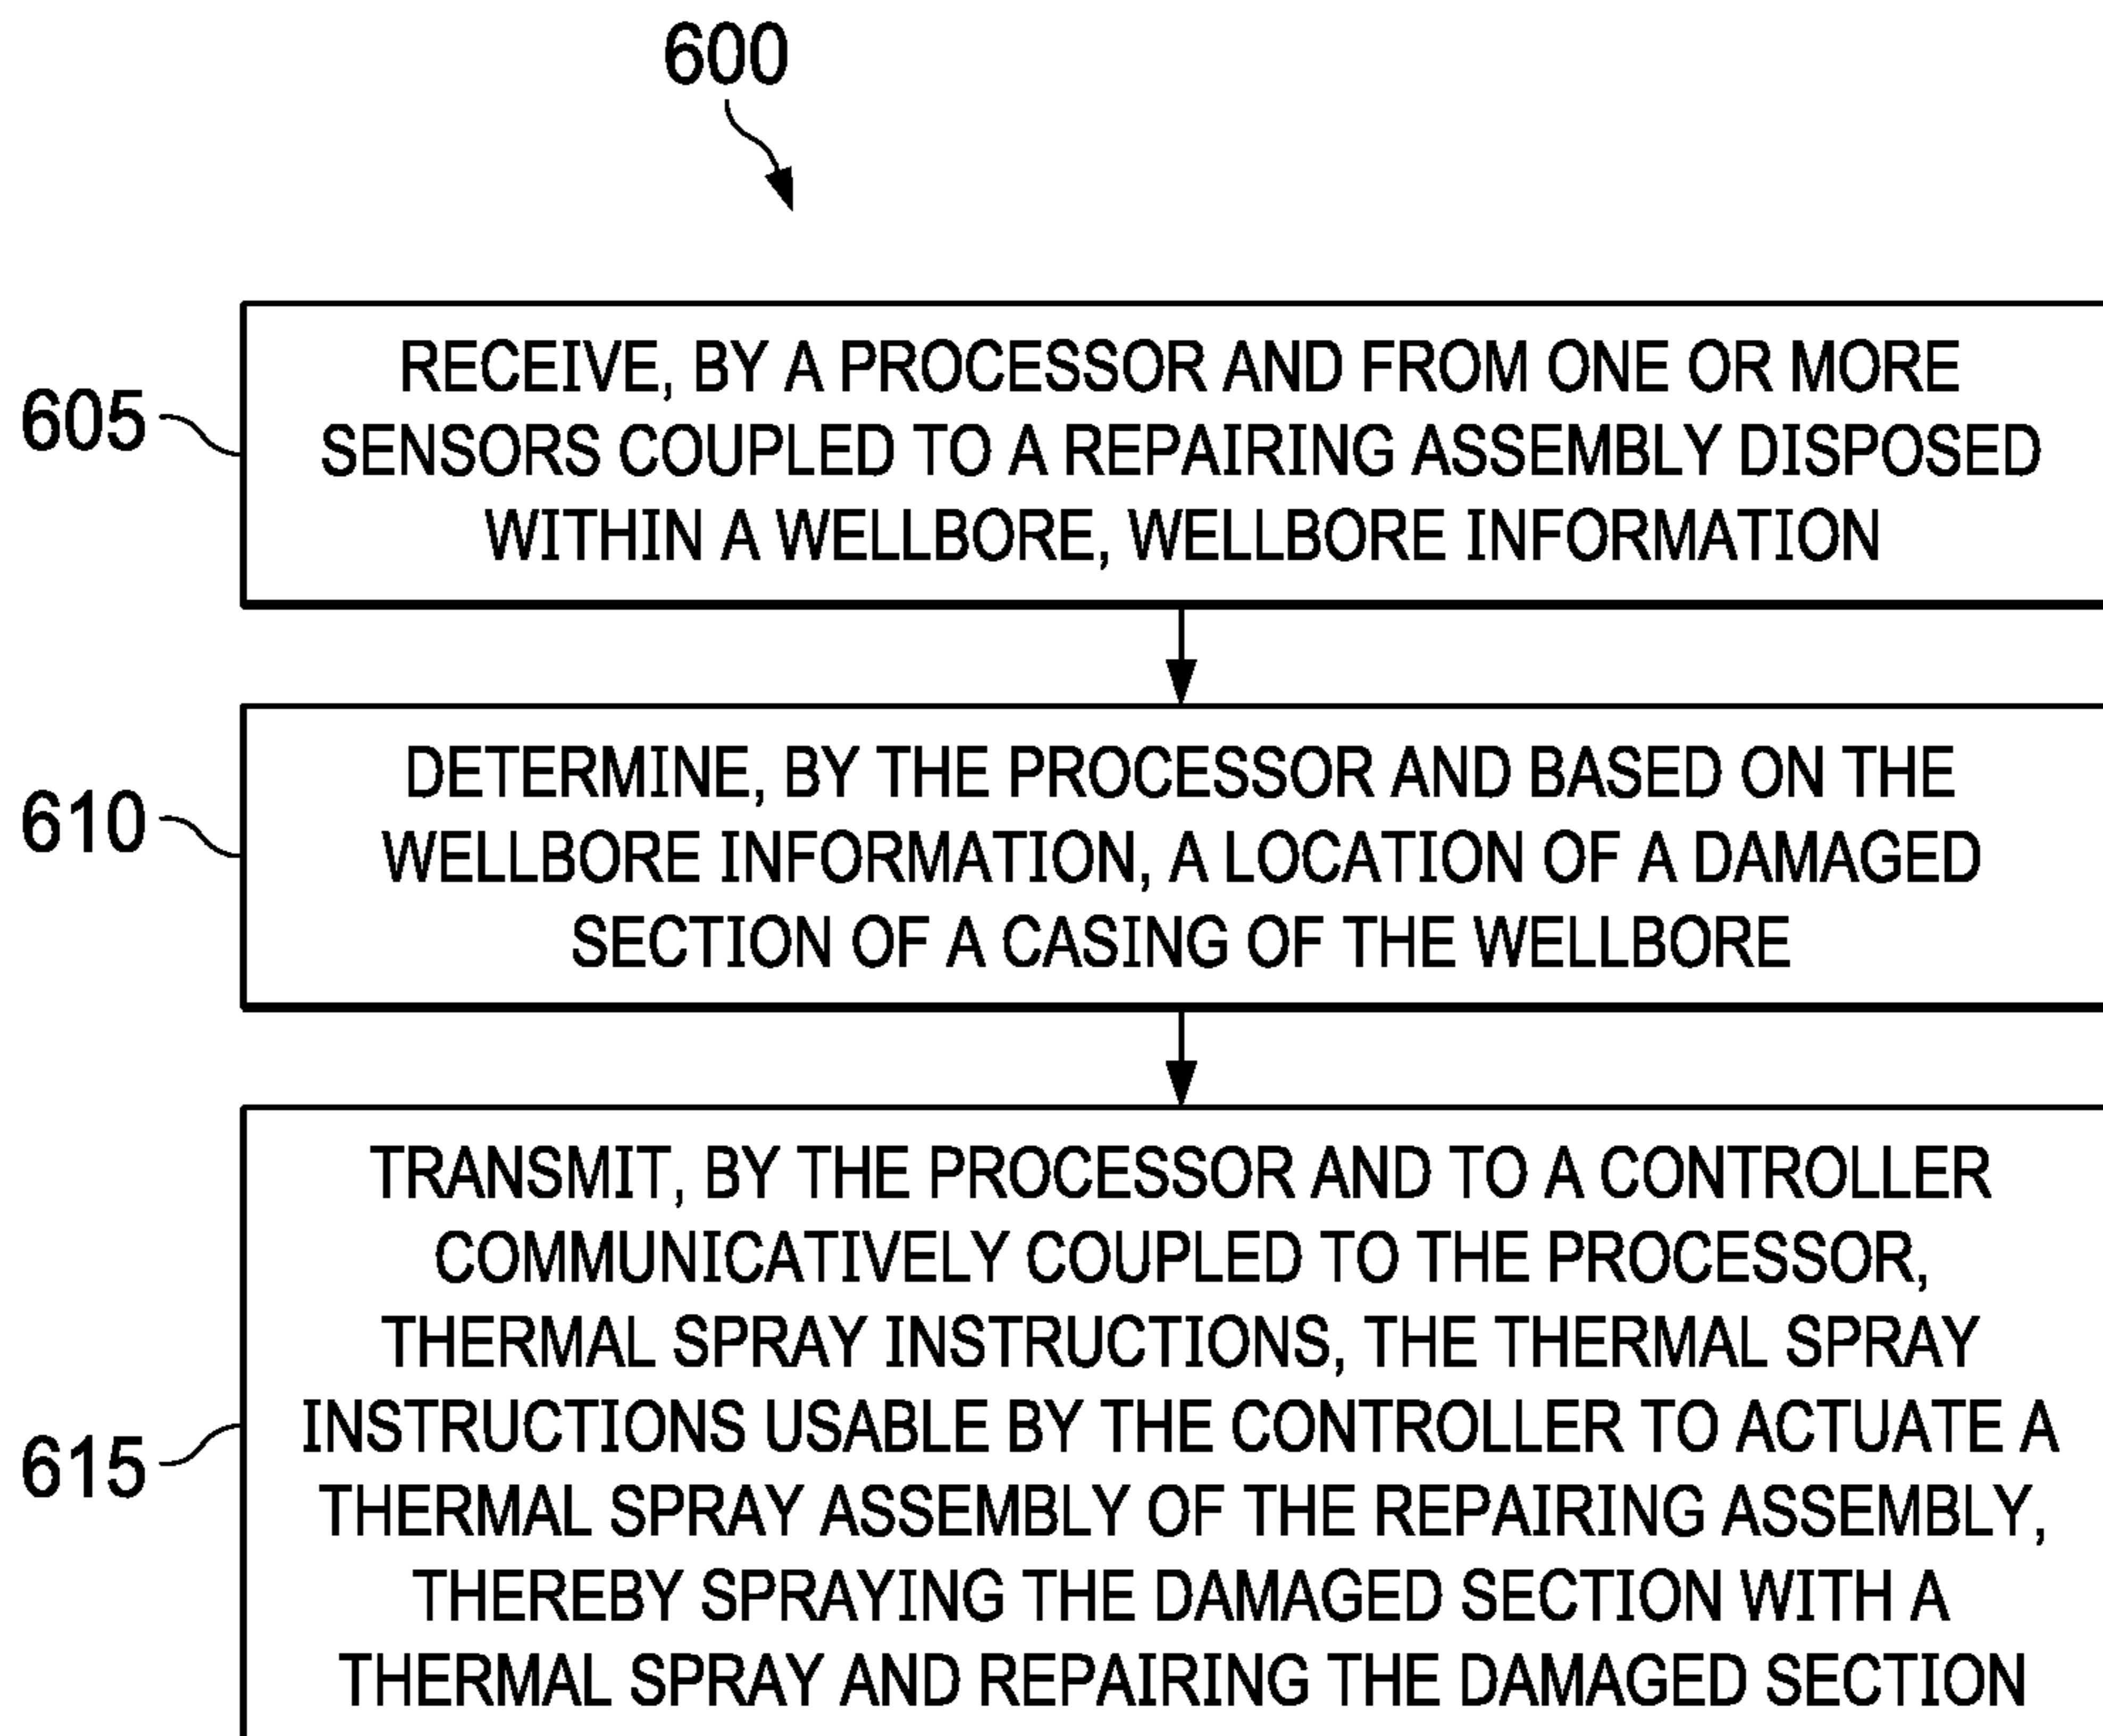 600
605
RECEIVE, BY A PROCESSOR AND FROM ONE OR MORE
SENSORS COUPLED TO A REPAIRING ASSEMBLY DISPOSED
WITHIN A WELLBORE, WELLBORE INFORMATION
610
DETERMINE, BY THE PROCESSOR AND BASED ON THE
WELLBORE INFORMATION, A LOCATION OF A DAMAGED
SECTION OF A CASING OF THE WELLBORE
615
TRANSMIT, BY THE PROCESSOR AND TO A CONTROLLER
COMMUNICATIVELY COUPLED TO THE PROCESSOR,
THERMAL SPRAY INSTRUCTIONS, THE THERMAL SPRAY
INSTRUCTIONS USABLE BY THE CONTROLLER TO ACTUATE A
THERMAL SPRAY ASSEMBLY OF THE REPAIRING ASSEMBLY,
THEREBY SPRAYING THE DAMAGED SECTION WITH A
THERMAL SPRAY AND REPAIRING THE DAMAGED SECTION